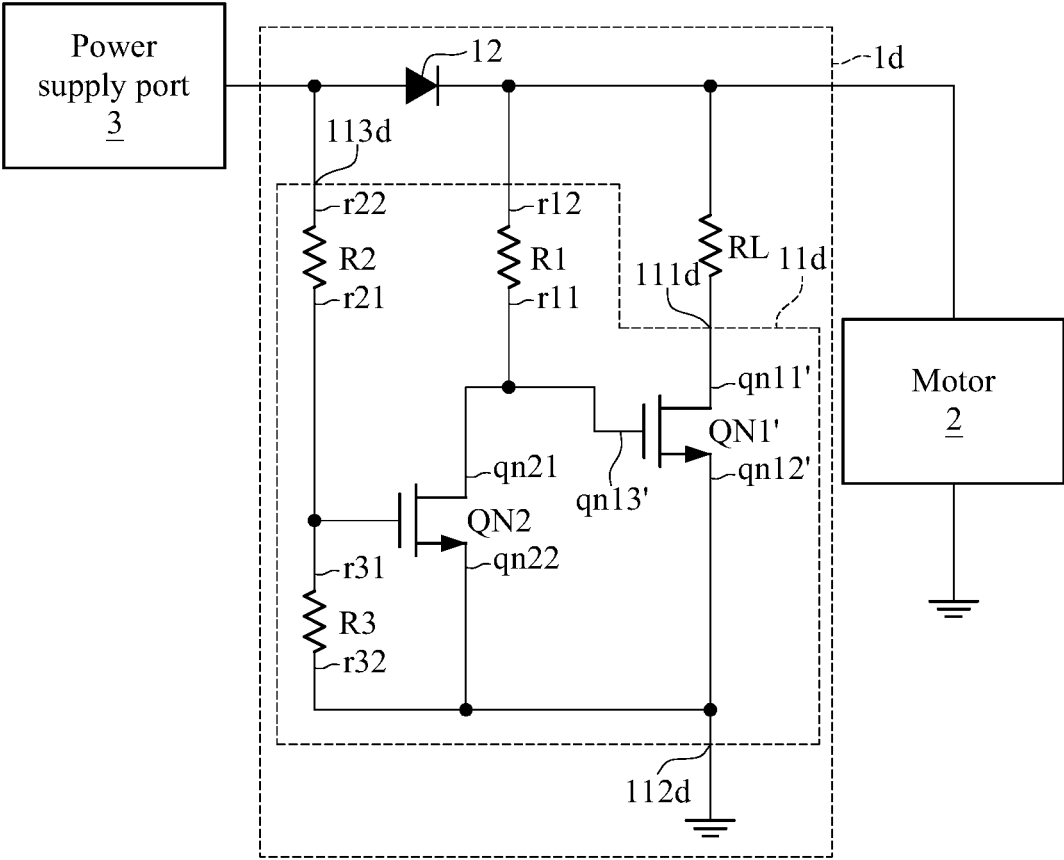 Power
supply port
3
12
1d
113d
r22
r12
R2
R1
RL
r21
r11
111d
11d
qn11'
Motor
2
QN1'
qn21
qn13'
qn12'
QN2
qn22
r31
R3
r32
112d